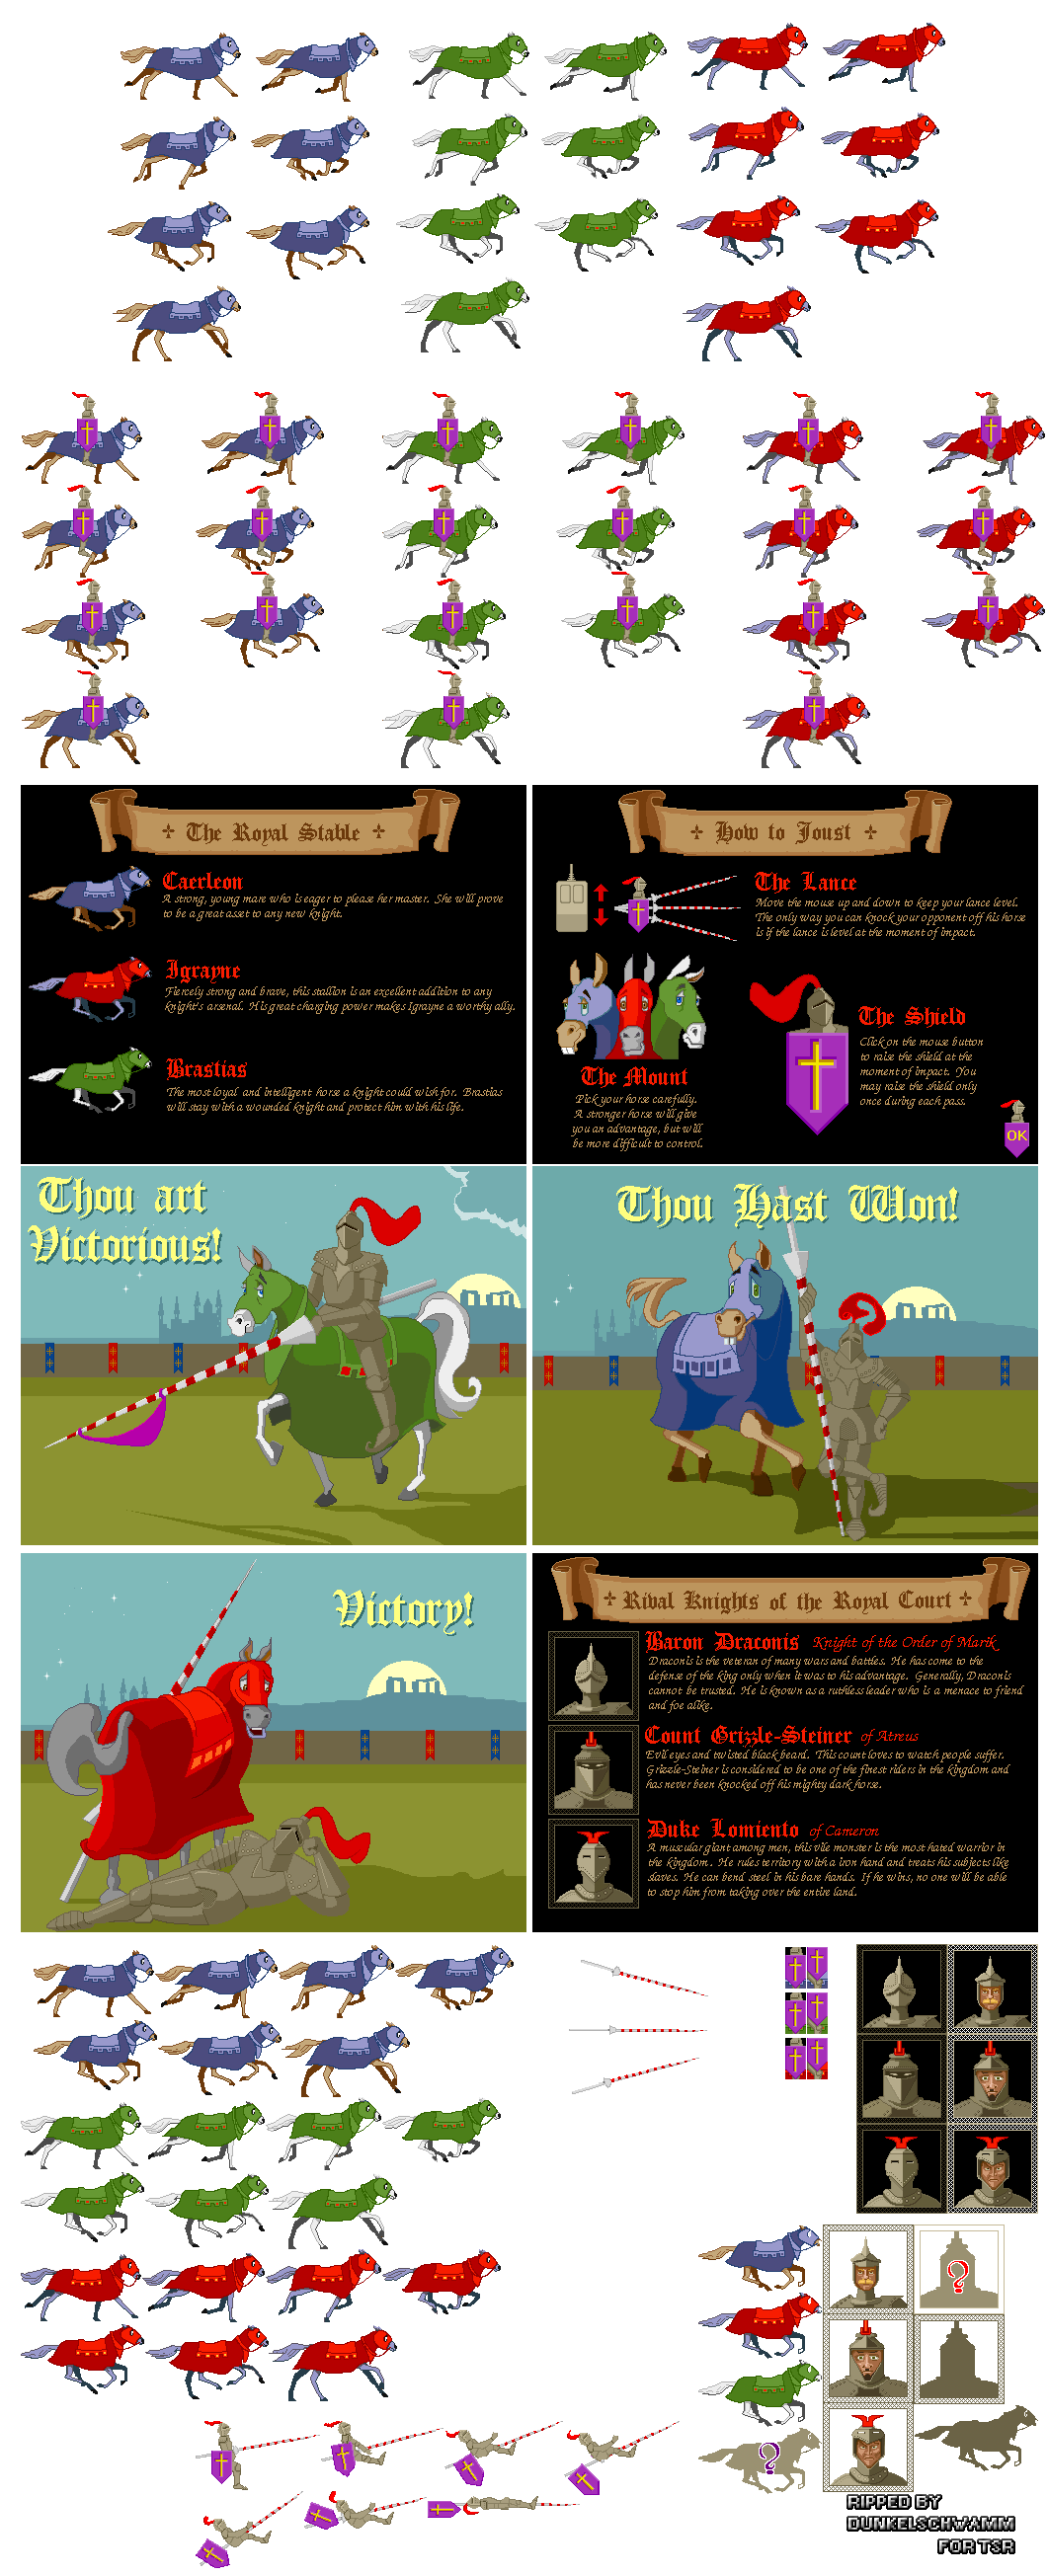 The Royal Stable
Caerleon
A strong, young mare who is eager to please her master. She will prove
to be a great asset to any new knight.
Igrayne
Fiercely strong and brave, this stallion is an excellent addition to any
knight's arsenal. His great charging power makes Igrayne a worthy ally.
Brastias
The most loyal and intelligent horse a knight could wish for. Brastias
will stay with a wounded knight and protect him with his life.
How to Joust
The Lance
Move the mouse up and down to keep your lance level.
The only way you can knock your opponent off his horse
is if the lance is level at the moment of impact.
The Mount
Pick your horse carefully.
A stronger horse will give
you an advantage, but will
be more difficult to control.
The Shield
Click on the mouse button
to raise the shield at the
moment of impact. You
may raise the shield only
once during each pass.
OK
Thou art
Victorious!
Thou Hast Won!
Victory!
Rival Knights of the Royal Court
Baron Draconis Knight of the Order of Marik
Draconis is the veteran of many wars and battles. He has come to the
defense of the king only when it was to his advantage. Generally, Draconis
cannot be trusted. He is known as a ruthless leader who is a menace to friend
and foe alike.
Count Grizzle-Steiner of Atreus
Evil eyes and twisted black beard. This count loves to watch people suffer.
Grizzle-Steiner is considered to be one of the finest riders in the kingdom and
has never been knocked off his mighty dark horse.
Duke Lomiento of Cameron
A muscular giant among men, this vile monster is the most hated warrior in
the kingdom. He rules territory with a iron hand and treats his subjects like
slaves. He can bend steel in his bare hands. If he wins, no one will be able
to stop him from taking over the entire land.
?
?
RIPPED BY
DUNKELSCHWAMM
FOR TSR